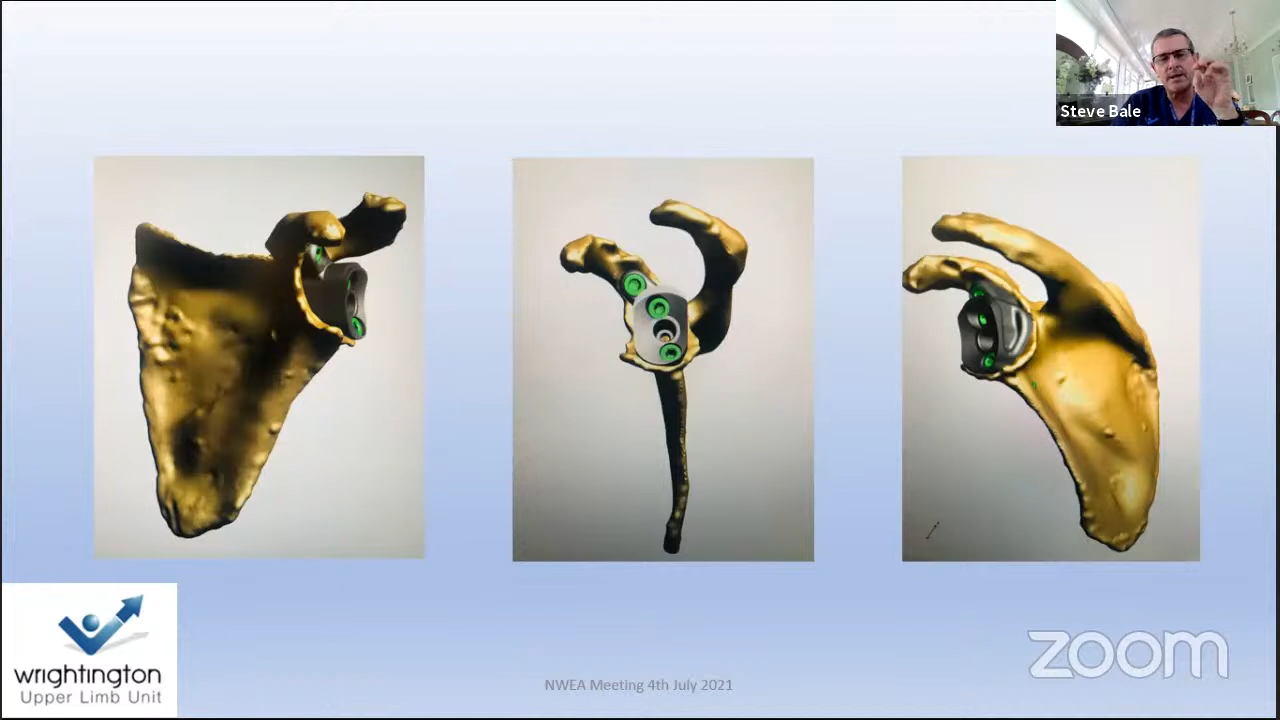 Steve Bale
wrightington
Upper Limb Unit
NWEA Meeting 4th July 2021
zoom